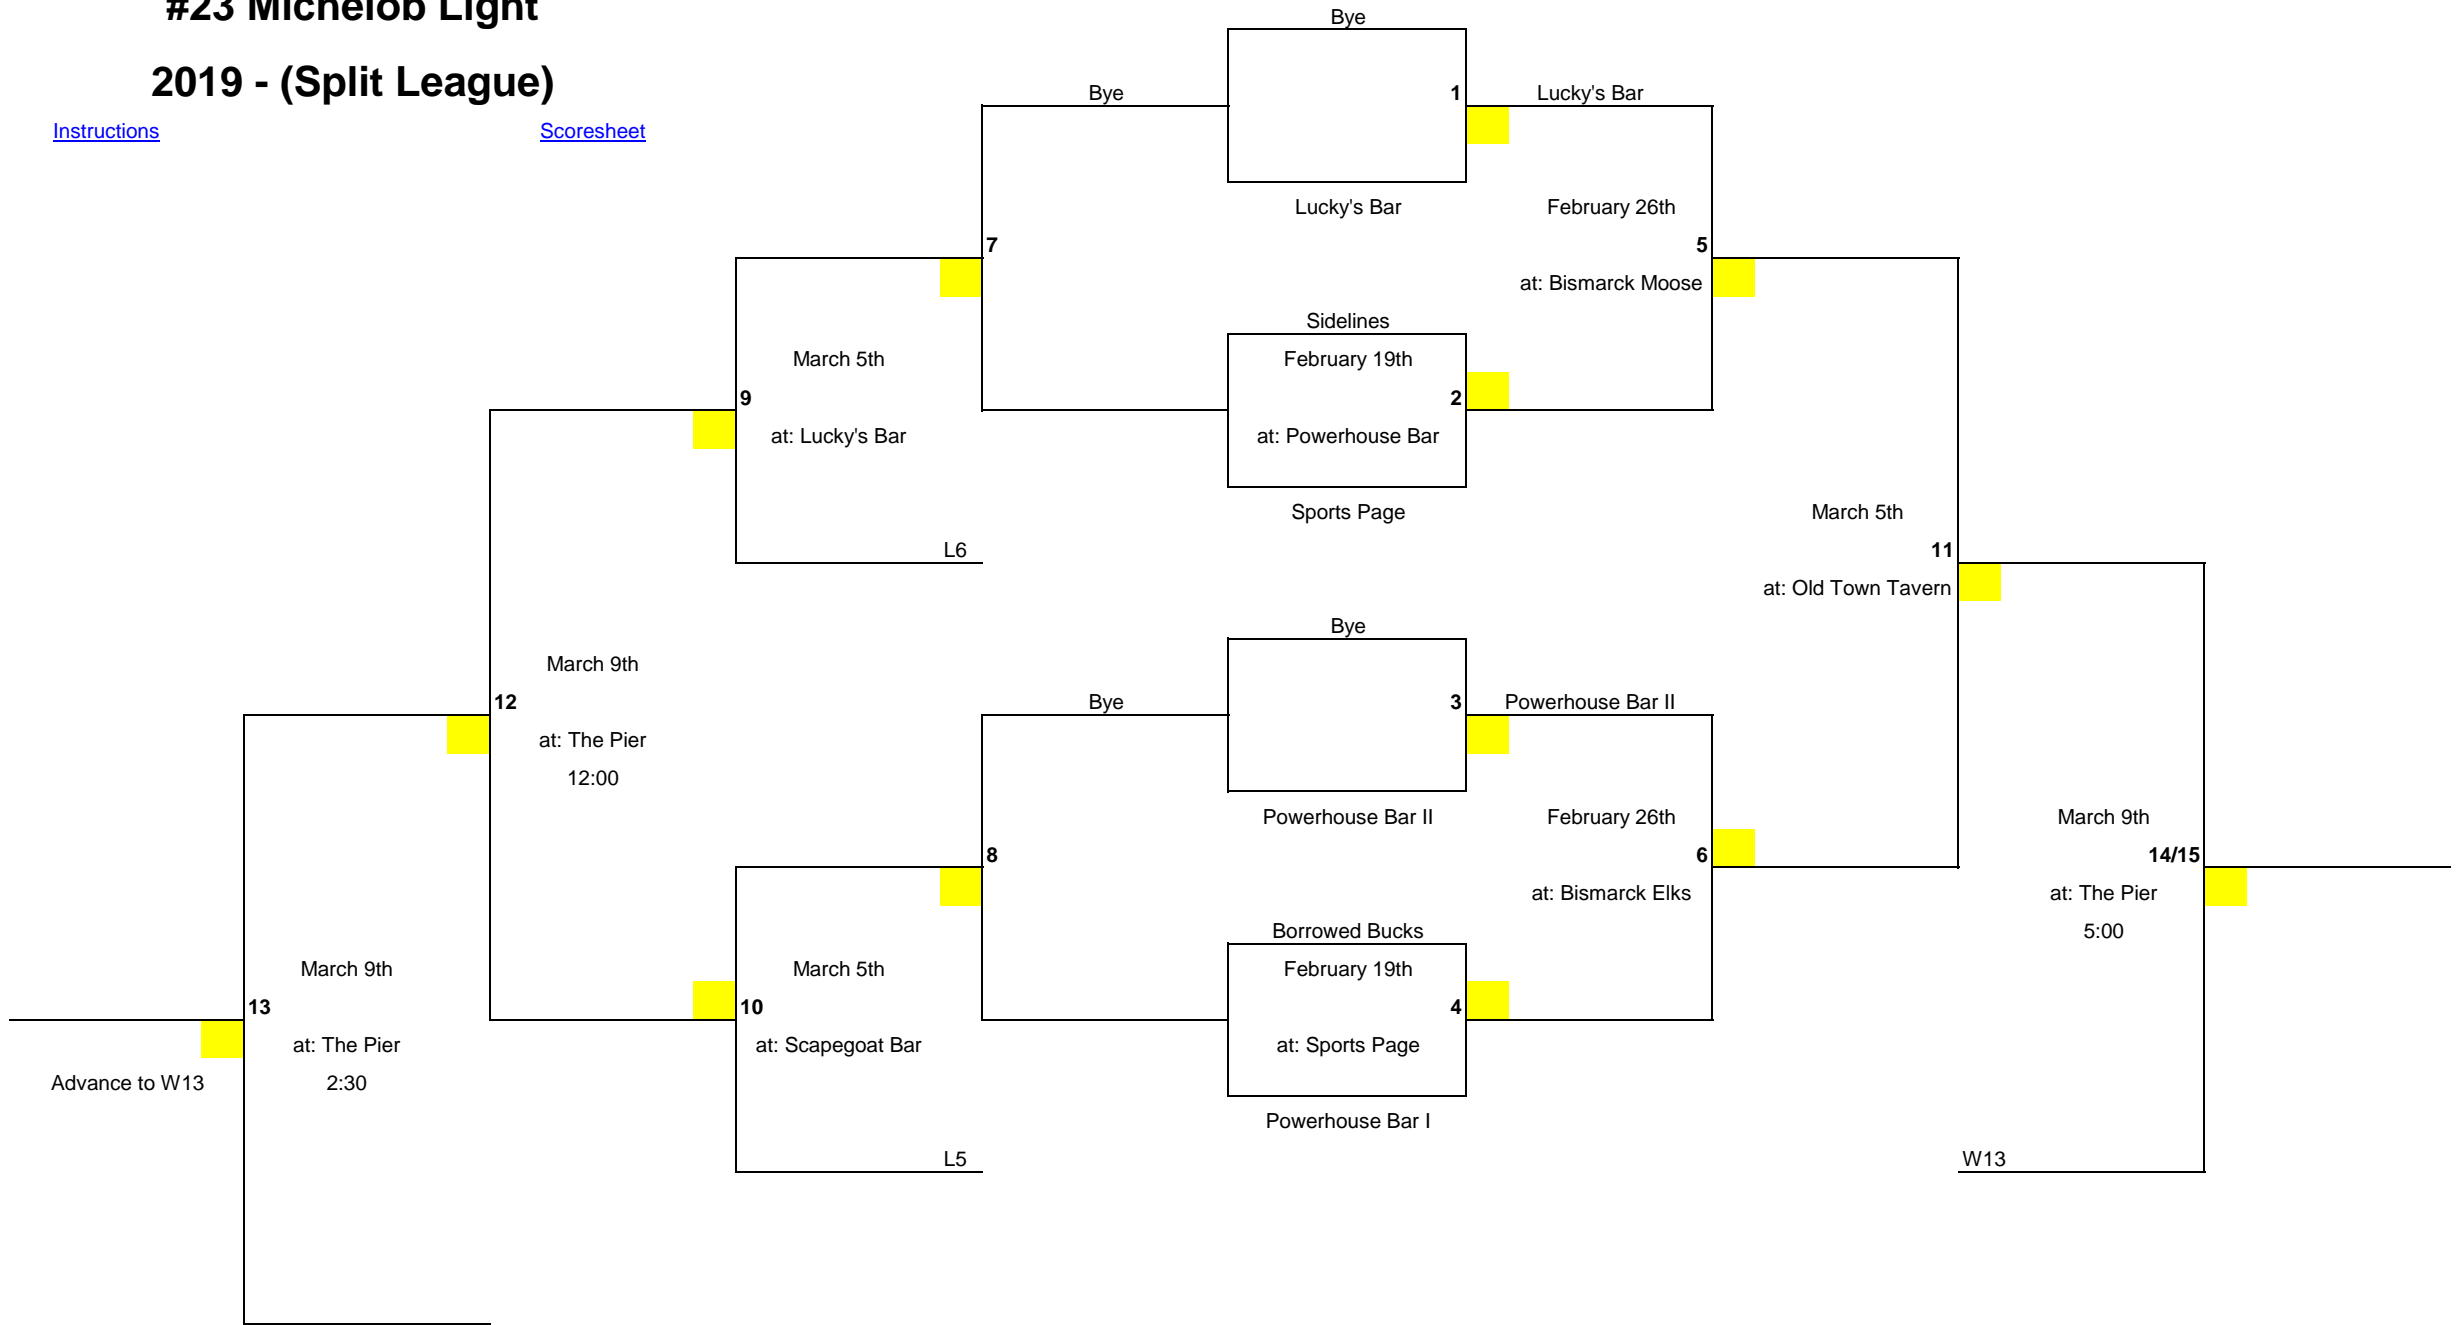 #23 Michelob Light
2019 - (Split League)
Instructions
Scoresheet
Bye
Bye
1
Lucky's Bar
Lucky's Bar
February 26th
7
5
at: Bismarck Moose
Sidelines
March 5th
February 19th
9
2
at: Lucky's Bar
at: Powerhouse Bar
Sports Page
March 5th
L6
11
at: Old Town Tavern
Bye
March 9th
12
Bye
3
Powerhouse Bar II
at: The Pier
12:00
Powerhouse Bar II
February 26th
March 9th
8
6
14/15
at: Bismarck Elks
at: The Pier
Borrowed Bucks
5:00
March 9th
March 5th
February 19th
13
10
4
at: The Pier
at: Scapegoat Bar
at: Sports Page
Advance to W13
2:30
Powerhouse Bar I
L5
W13